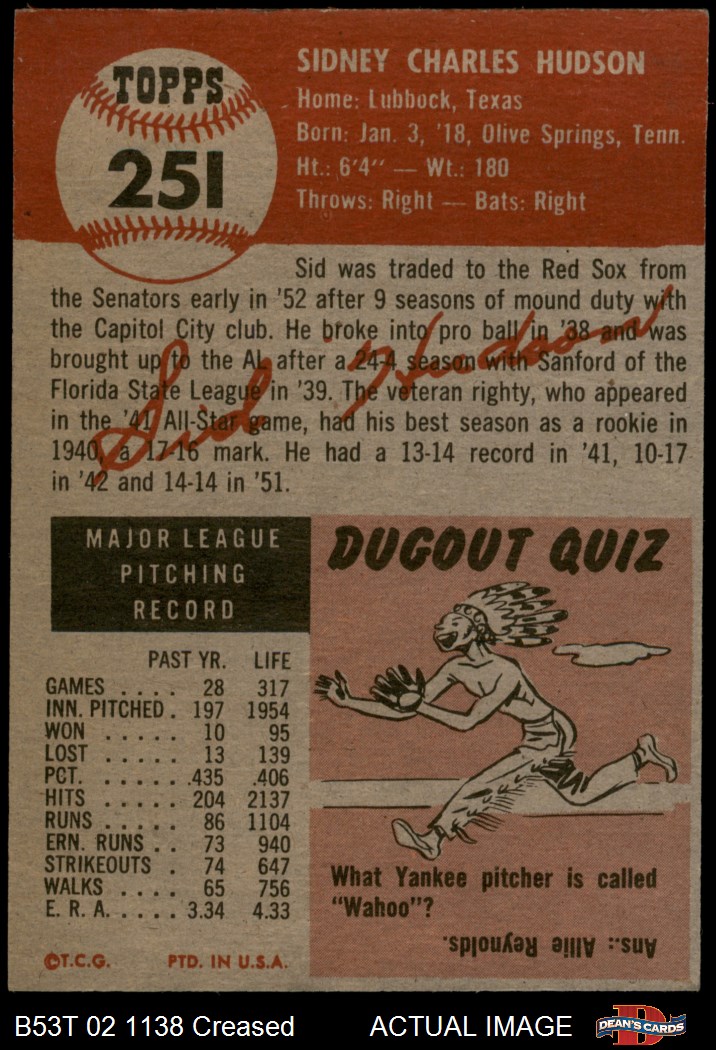 TOPPS
251
SIDNEY CHARLES HUDSON
Home: Lubbock, Texas
Born: Jan. 3, '18, Olive Springs, Tenn.
Ht.: 6'4" — Wt.: 180
Throws: Right — Bats: Right
Sid was traded to the Red Sox from
the Senators early in '52 after 9 seasons of mound duty with
the Capitol City club. He broke into pro ball in '38 and was
brought up to the AL after a 24-4 season with Sanford of the
Florida State League in '39. The veteran righty, who appeared
in the '41 All-Star game, had his best season as a rookie in
1940, a 17-16 mark. He had a 13-14 record in '41, 10-17
in '42 and 14-14 in '51.
Sid Hudson
MAJOR LEAGUE
PITCHING
RECORD
PAST YR. LIFE
GAMES . . . . 28 317
INN. PITCHED . 197 1954
WON . . . . . 10 95
LOST . . . . . 13 139
PCT. . . . . . .435 .406
HITS . . . . . 204 2137
RUNS . . . . . 86 1104
ERN. RUNS . . 73 940
STRIKEOUTS . 74 647
WALKS . . . . 65 756
E. R. A. . . . . 3.34 4.33
©T.C.G. PTD. IN U.S.A.
DUGOUT QUIZ
What Yankee pitcher is called
"Wahoo"?
Ans.: Allie Reynolds.
B53T 02 1138 Creased ACTUAL IMAGE
DEAN'S CARDS